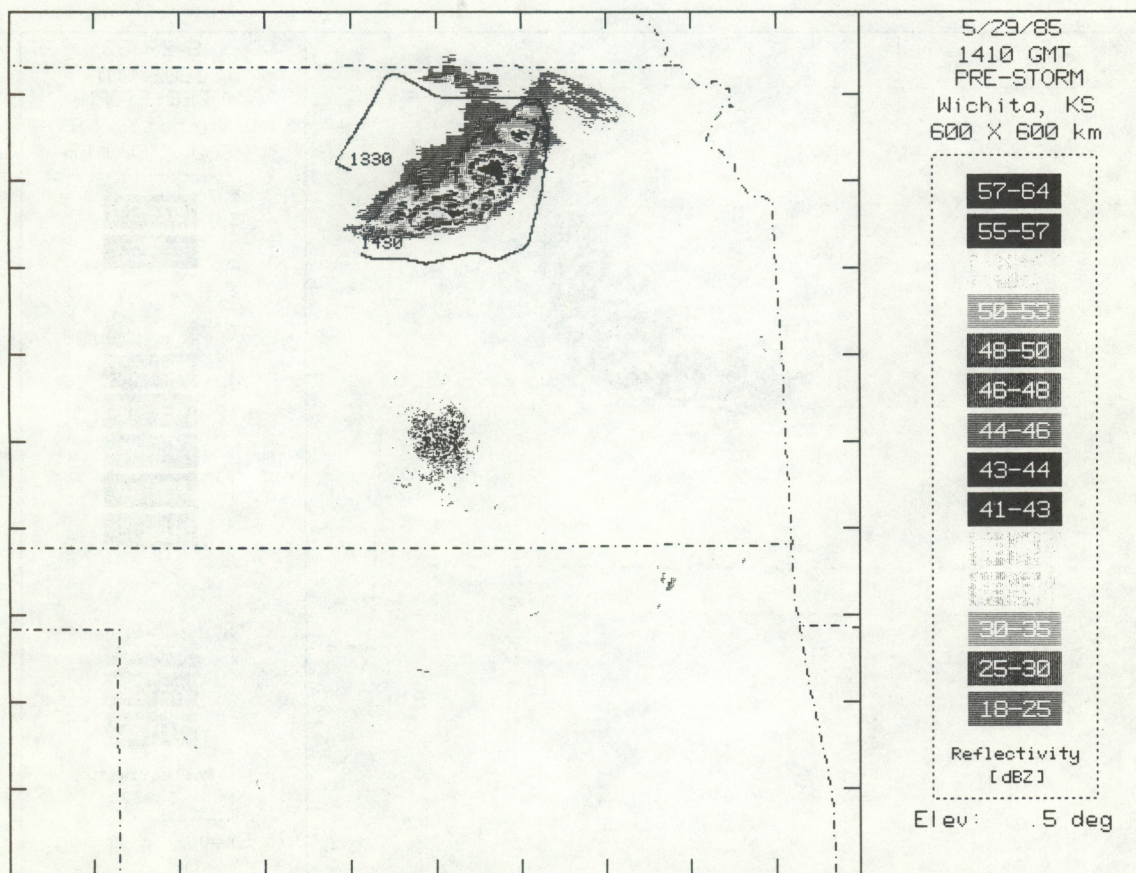 5/29/85
1410 GMT
PRE-STORM
Wichita, KS
600 X 600 km
57-64
55-57
50-53
48-50
46-48
44-46
43-44
41-43
30-35
25-30
18-25
Reflectivity
[dBZ]
Elev: .5 deg
1330
1430